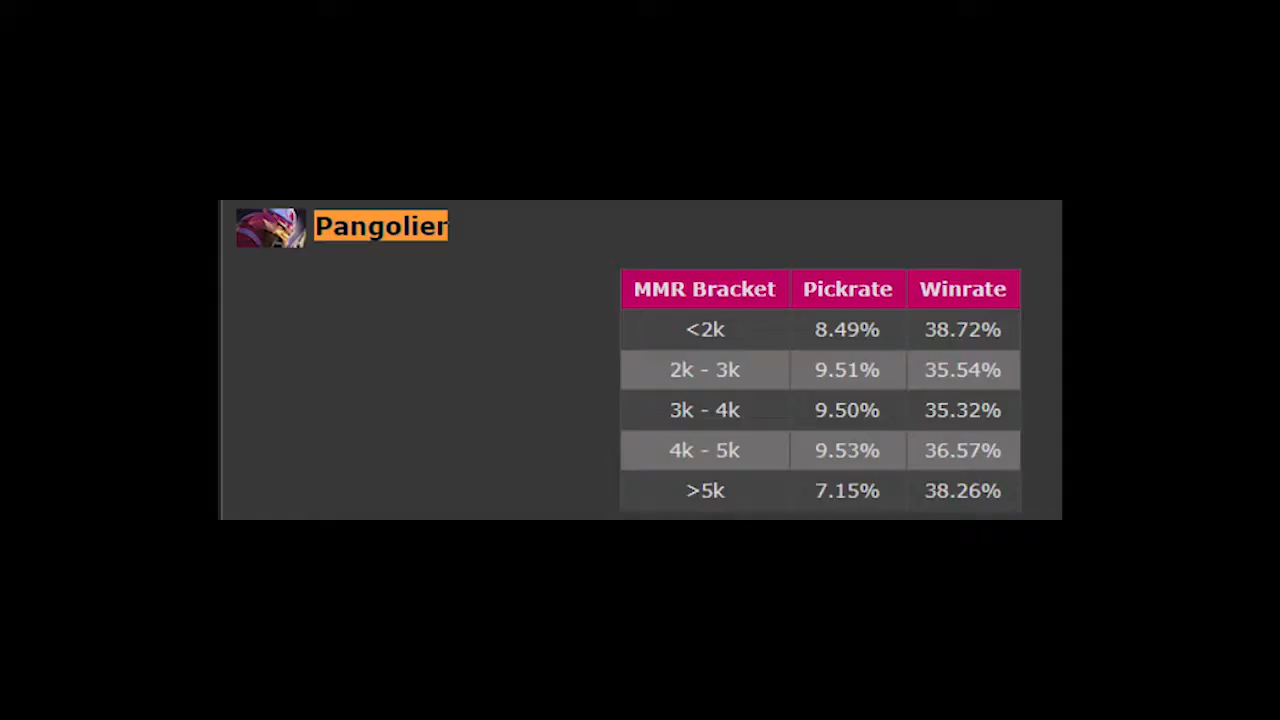 Pangolier
MMR Bracket Pickrate Winrate
<2k 8.49% 38.72%
2k - 3k 9.51% 35.54%
3k - 4k 9.50% 35.32%
4k - 5k 9.53% 36.57%
>5k 7.15% 38.26%